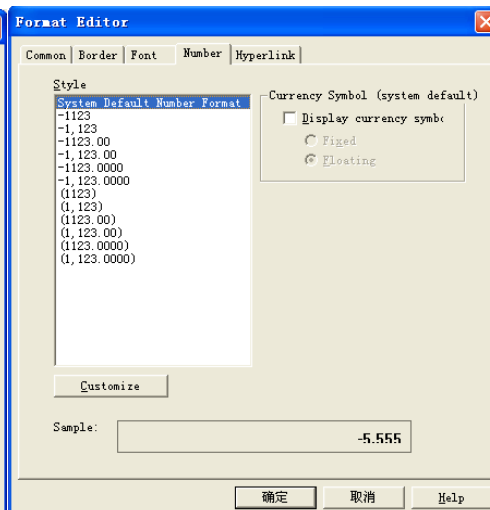 Format Editor
Common Border Font Number Hyperlink
Style
System Default Number Format
-1123
-1,123
-1123.00
-1,123.00
-1123.0000
-1,123.0000
(1123)
(1,123)
(1123.00)
(1,123.00)
(1123.0000)
(1,123.0000)
Currency Symbol (system default)
Display currency symbo
Fixed
Floating
Customize
Sample:
-5.555
确定 取消 Help